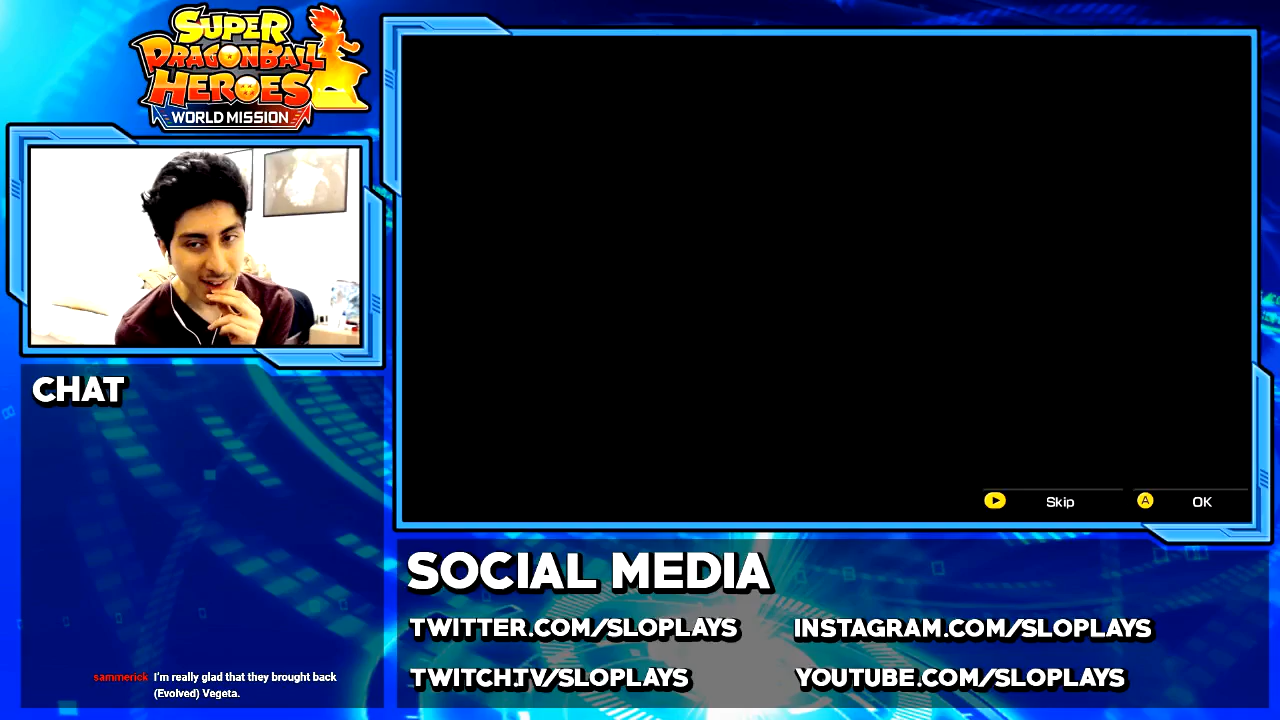 SUPER
DRAGONBALL
HEROES
WORLD MISSION
CHAT
sammerick I'm really glad that they brought back
(Evolved) Vegeta.
Skip
A OK
SOCIAL MEDIA
TWITTER.COM/SLOPLAYS
INSTAGRAM.COM/SLOPLAYS
TWITCH.TV/SLOPLAYS
YOUTUBE.COM/SLOPLAYS